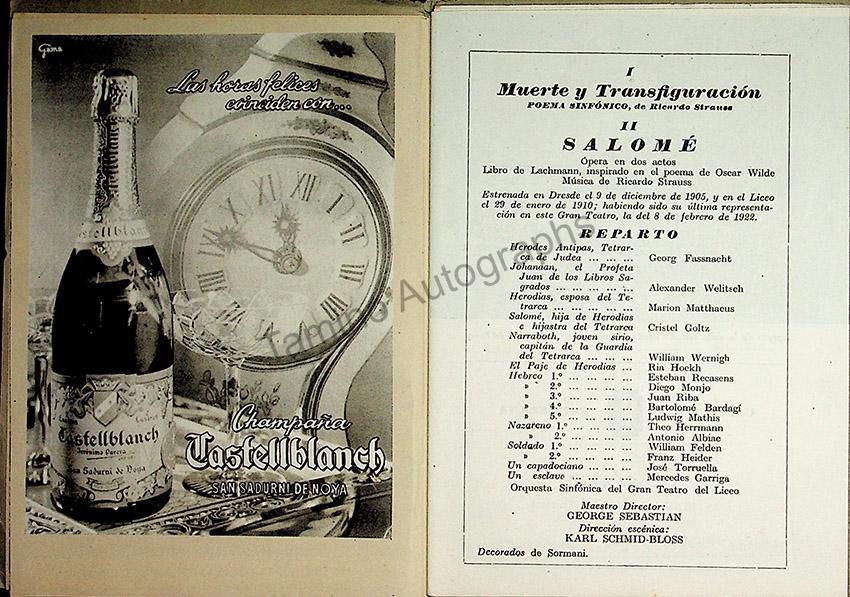 Gama
Las horas felices
coinciden con...
Castellblanch
Castellblanch
Jerónimo Parera
San Sadurní de Noya
Champaña
Castellblanch
SAN SADURNI DE NOYA
I
Muerte y Transfiguración
POEMA SINFÓNICO, de Ricardo Strauss
II
SALOMÉ
Ópera en dos actos
Libro de Lachmann, inspirado en el poema de Oscar Wilde
Música de Ricardo Strauss
Estrenada en Dresde el 9 de diciembre de 1905, y en el Liceo
el 29 de enero de 1910; habiendo sido su última representa-
ción en este Gran Teatro, la del 8 de febrero de 1922.
REPARTO
Herodes Antipas, Tetrar-
ca de Judea ... ... ... Georg Fassnacht
Johanaan, el Profeta
Juan de los Libros Sa-
grados ... ... ... ... ... Alexander Welitsch
Herodías, esposa del Te-
trarca ... ... ... ... ... Marion Matthaeus
Salomé, hija de Herodías
e hijastra del Tetrarca Cristel Goltz
Narraboth, joven sirio,
capitán de la Guardia
del Tetrarca ... ... ... William Wernigh
El Paje de Herodías ... Ria Hoekh
Hebreo 1.º ... ... ... ... Esteban Recasens
» 2.º ... ... ... ... Diego Monjo
» 3.º ... ... ... ... Juan Riba
» 4.º ... ... ... ... Bartolomé Bardagí
» 5.º ... ... ... ... Ludwig Mathis
Nazareno 1.º ... ... ... Theo Herrmann
» 2.º ... ... ... Antonio Albiac
Soldado 1.º ... ... ... ... William Felden
» 2.º ... ... ... ... Franz Heider
Un capadociano ... ... ... José Torruella
Un esclavo ... ... ... ... Mercedes Garriga
Orquesta Sinfónica del Gran Teatro del Liceo
Maestro Director:
GEORGE SEBASTIAN
Dirección escénica:
KARL SCHMID-BLOSS
Decorados de Sormani.
Tamino Autographs